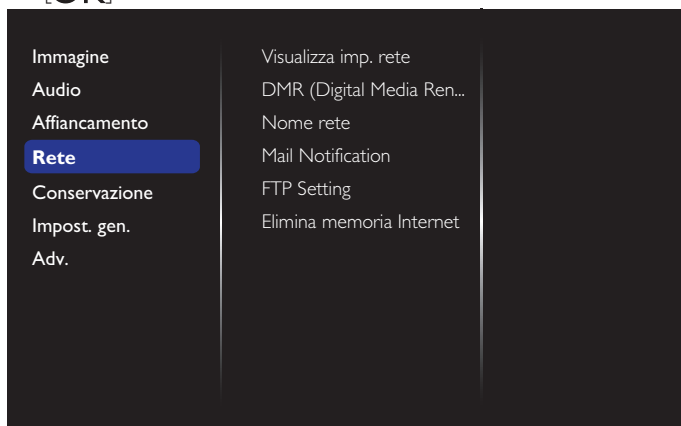 [OK]
Immagine
Audio
Affiancamento
Rete
Conservazione
Impost. gen.
Adv.
Visualizza imp. rete
DMR (Digital Media Ren...
Nome rete
Mail Notification
FTP Setting
Elimina memoria Internet